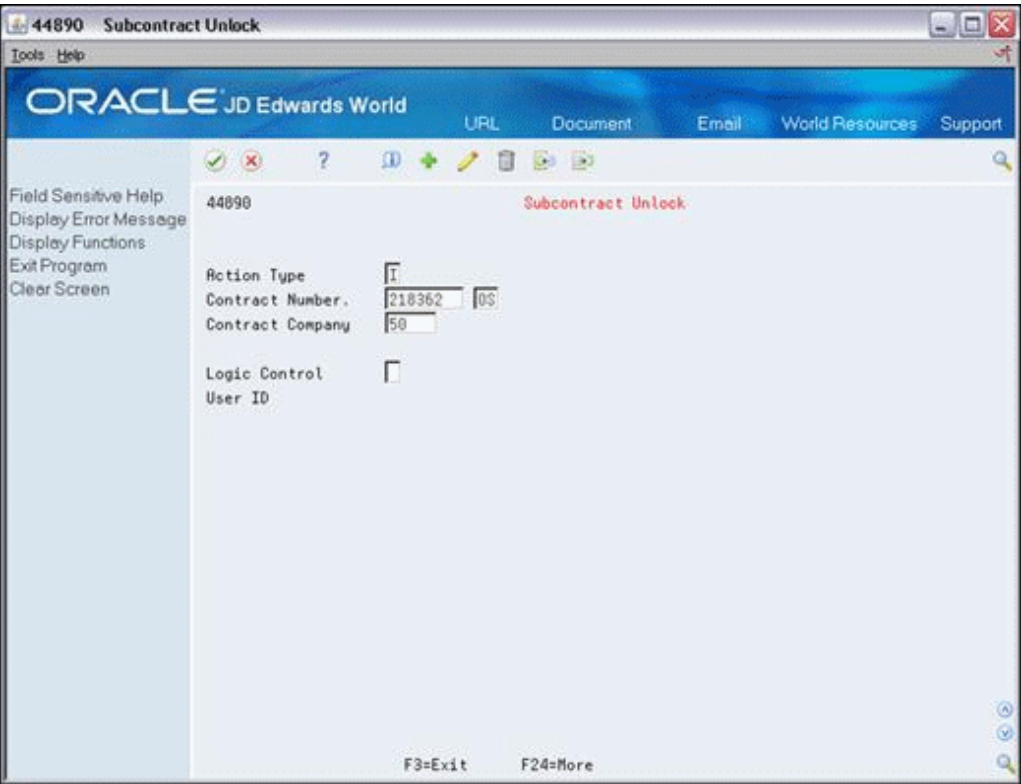 44890 Subcontract Unlock
Tools Help
ORACLE JD Edwards World
URL Document Email World Resources Support
?
Field Sensitive Help
Display Error Message
Display Functions
Exit Program
Clear Screen
44890 Subcontract Unlock
Action Type I
Contract Number. 218362 OS
Contract Company 50
Logic Control
User ID
F3=Exit F24=More